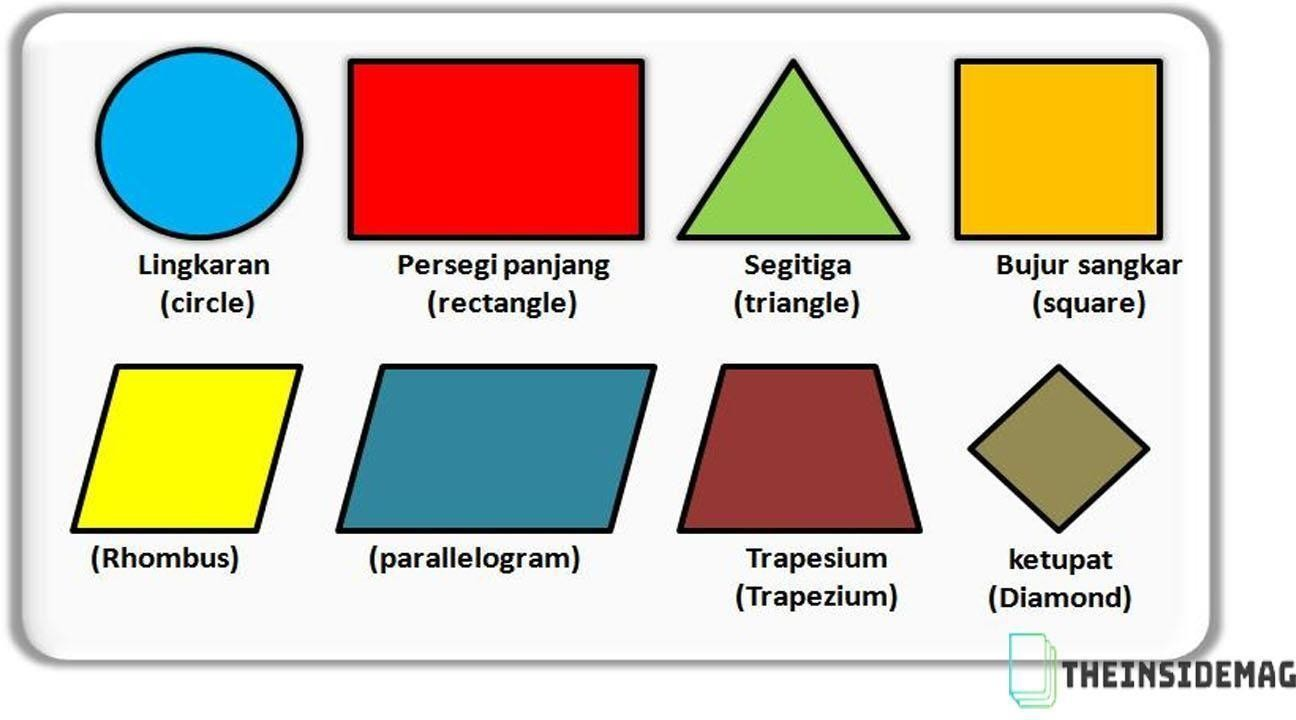 Lingkaran
(circle)
Persegi panjang
(rectangle)
Segitiga
(triangle)
Bujur sangkar
(square)
(Rhombus)
(parallelogram)
Trapesium
(Trapezium)
ketupat
(Diamond)
THEINSIDEMAG